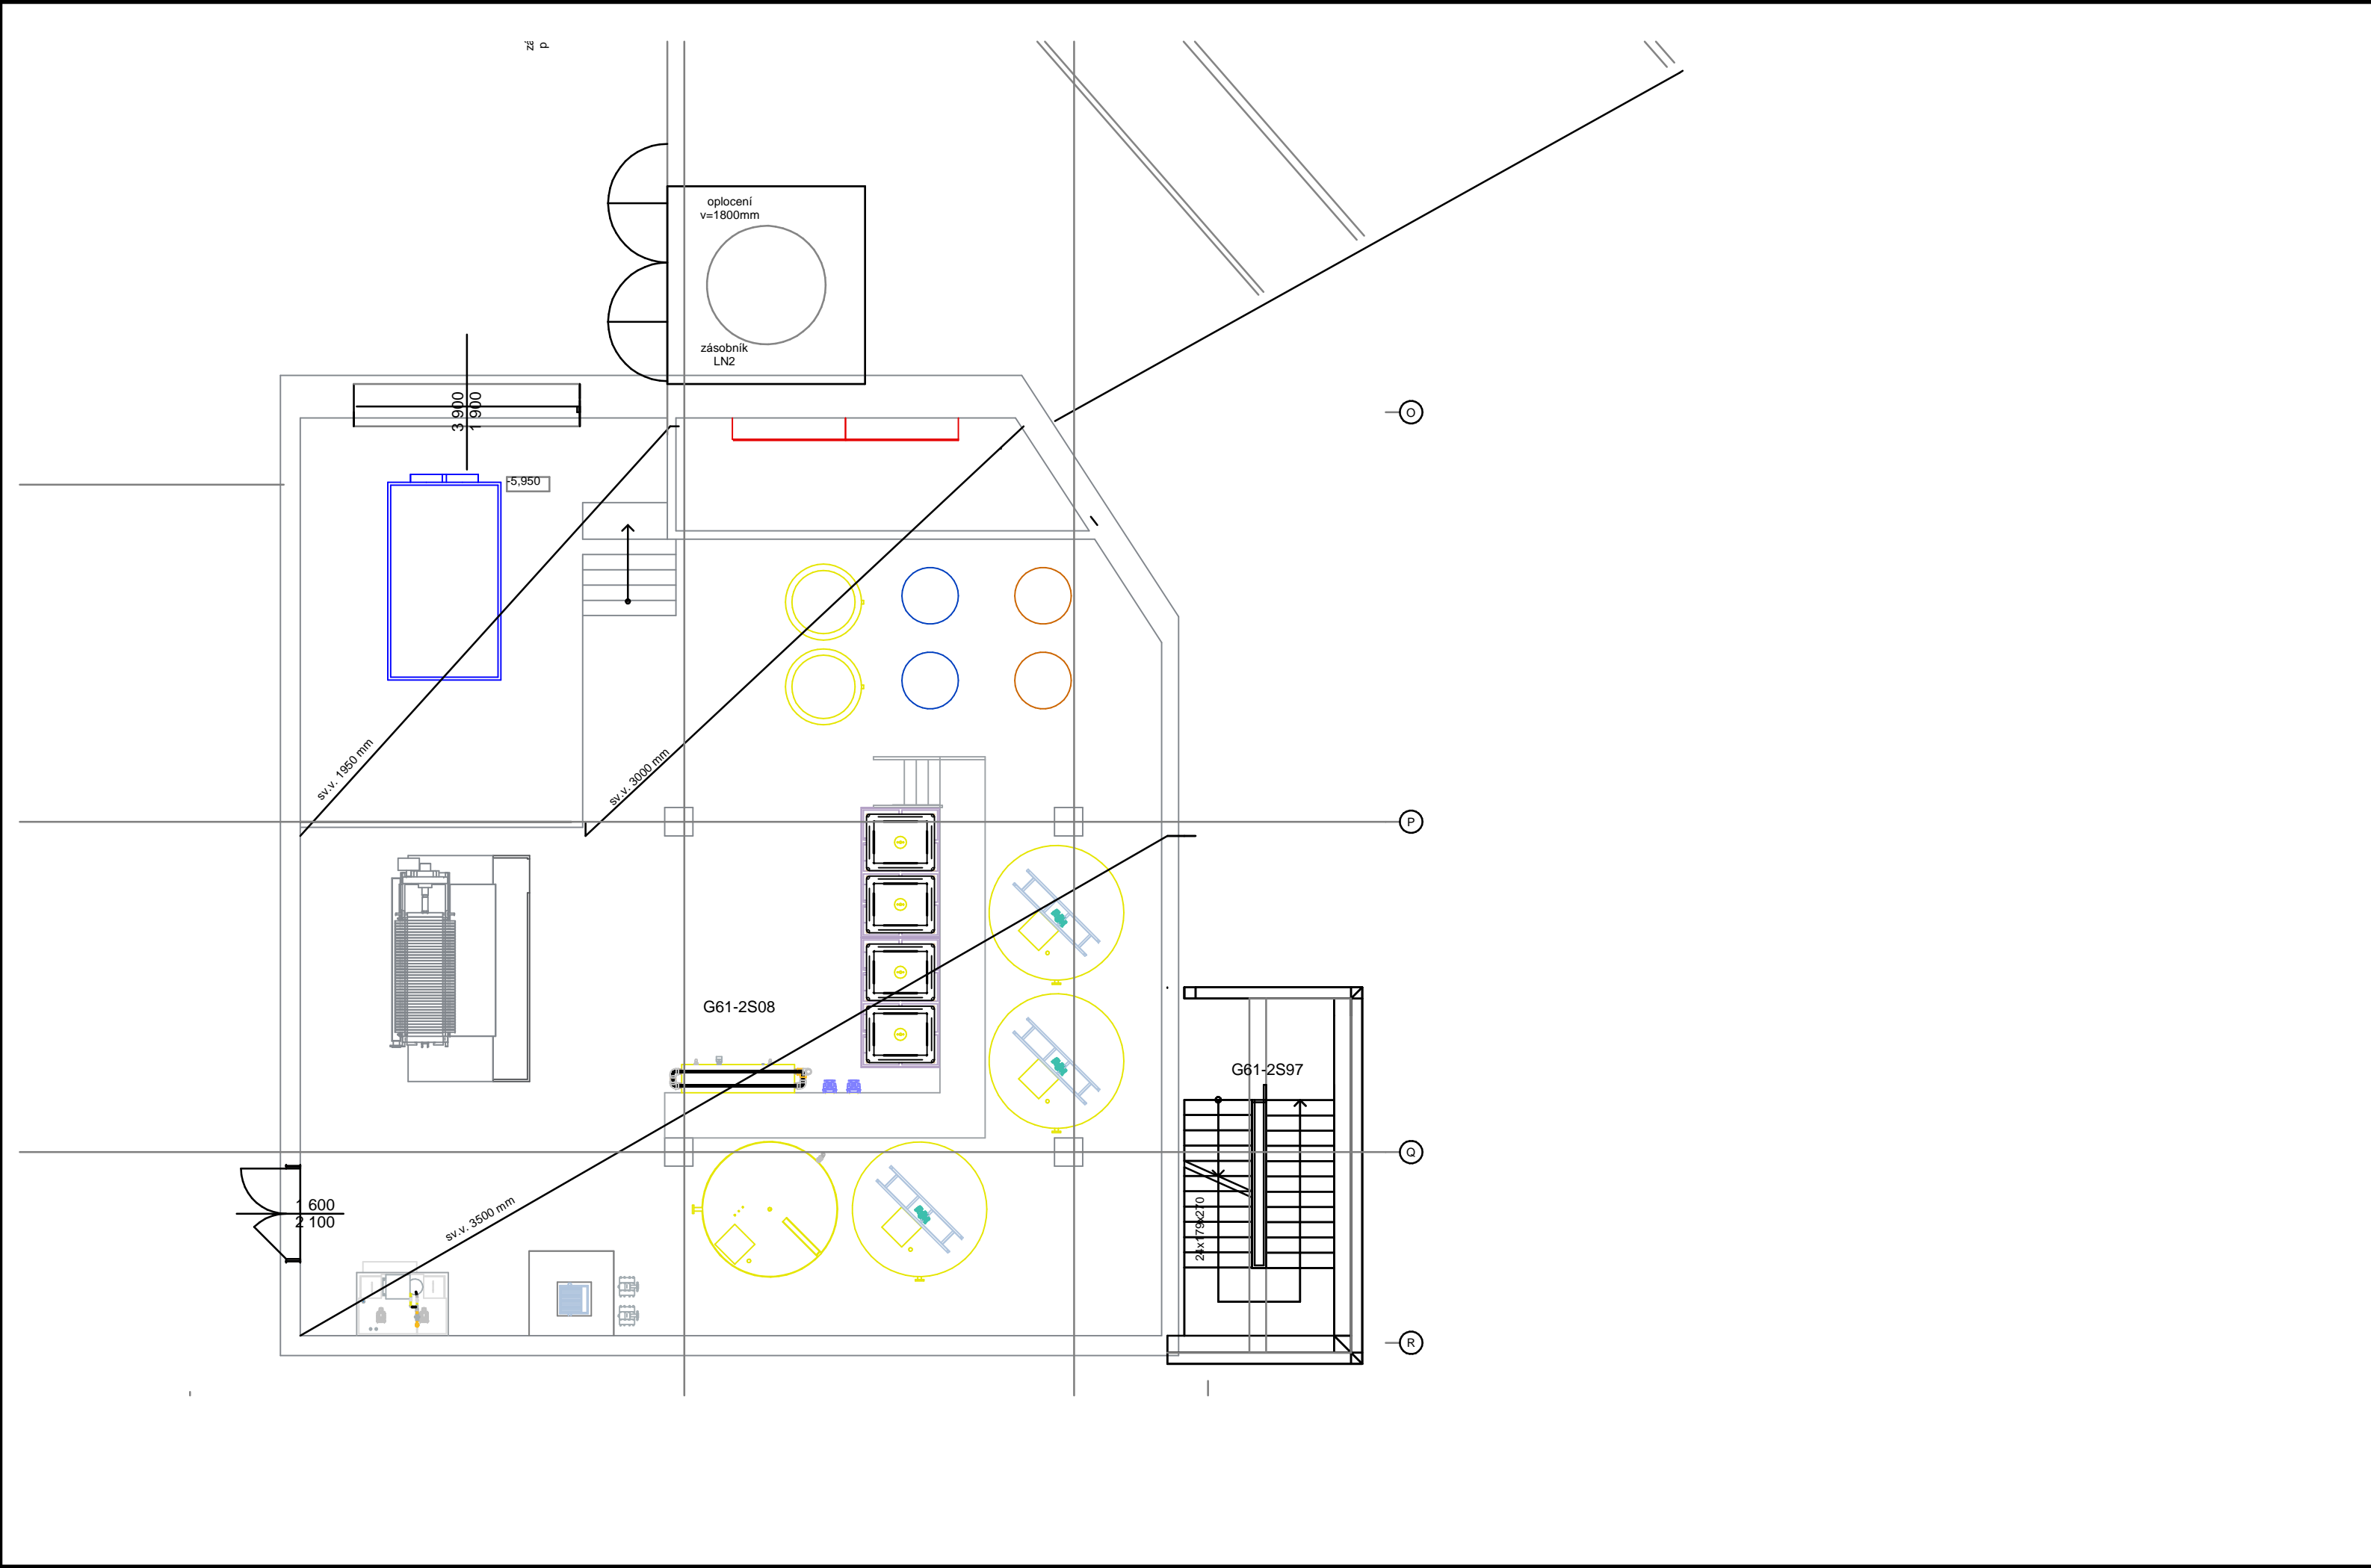 oplocení
v=1800mm
zásobník
LN2
O
3 900
1 900
-5,950
sv.v. 1950 mm
sv.v. 3000 mm
P
G61-2S08
G61-2S97
Q
1 600
2 100
sv.v. 3500 mm
24x179x270
R